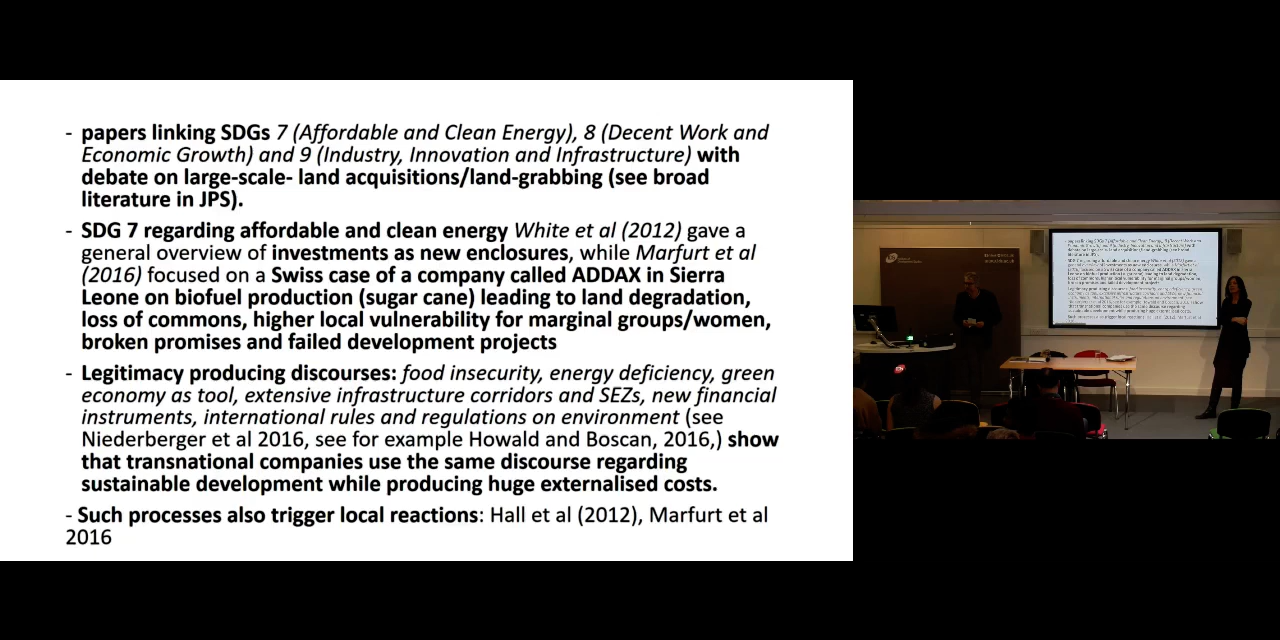 - papers linking SDGs 7 (Affordable and Clean Energy), 8 (Decent Work and
Economic Growth) and 9 (Industry, Innovation and Infrastructure) with
debate on large-scale- land acquisitions/land-grabbing (see broad
literature in JPS).
- SDG 7 regarding affordable and clean energy White et al (2012) gave a
general overview of investments as new enclosures, while Marfurt et al
(2016) focused on a Swiss case of a company called ADDAX in Sierra
Leone on biofuel production (sugar cane) leading to land degradation,
loss of commons, higher local vulnerability for marginal groups/women,
broken promises and failed development projects
- Legitimacy producing discourses: food insecurity, energy deficiency, green
economy as tool, extensive infrastructure corridors and SEZs, new financial
instruments, international rules and regulations on environment (see
Niederberger et al 2016, see for example Howald and Boscan, 2016,) show
that transnational companies use the same discourse regarding
sustainable development while producing huge externalised costs.
- Such processes also trigger local reactions: Hall et al (2012), Marfurt et al
2016